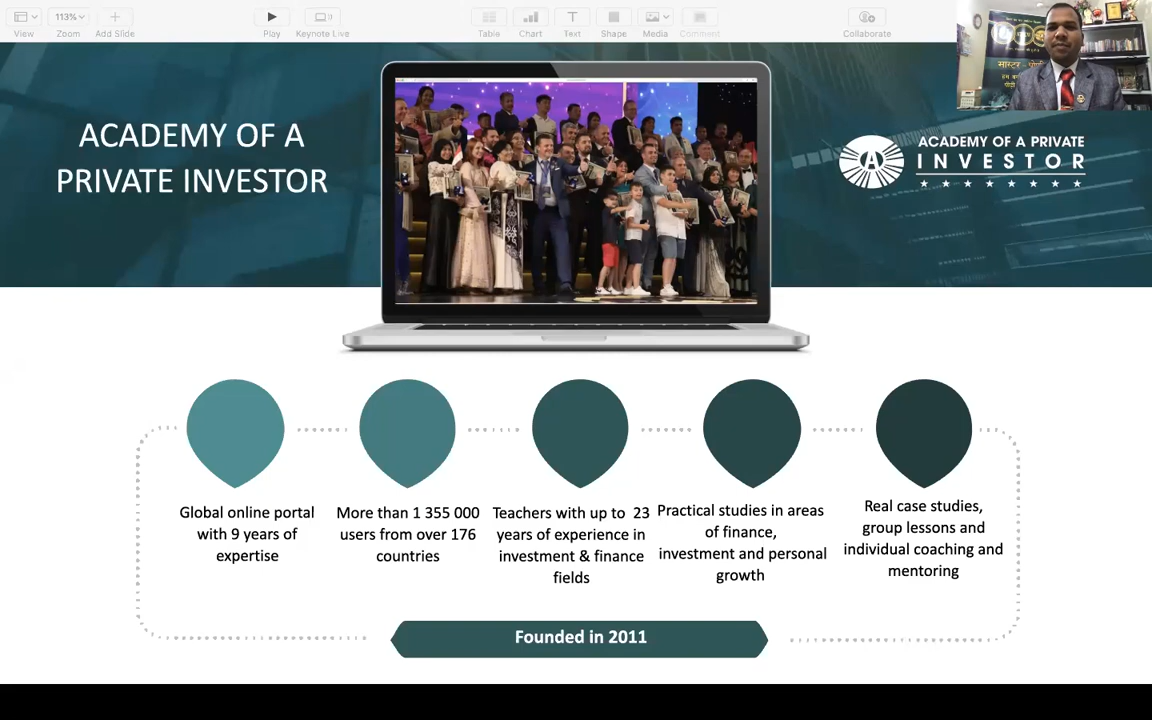 113%
View
Zoom
Add Slide
Play
Keynote Live
Table
Chart
Text
Shape
Media
Comment
Collaborate
ACADEMY OF A
PRIVATE INVESTOR
ACADEMY OF A PRIVATE
INVESTOR
A
Global online portal
with 9 years of
expertise
More than 1 355 000
users from over 176
countries
Teachers with up to 23
years of experience in
investment & finance
fields
Practical studies in areas
of finance,
investment and personal
growth
Real case studies,
group lessons and
individual coaching and
mentoring
Founded in 2011